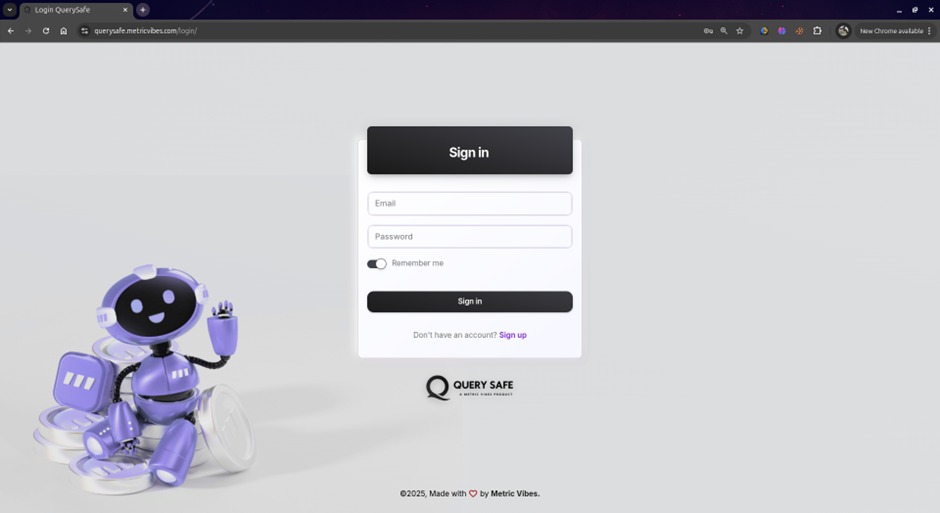 Login QuerySafe
querysafe.metricvibes.com/login/
New Chrome available
Sign in
Email
Password
Remember me
Sign in
Don't have an account? Sign up
QUERY SAFE
A METRIC VIBES PRODUCT
©2025, Made with ♡ by Metric Vibes.